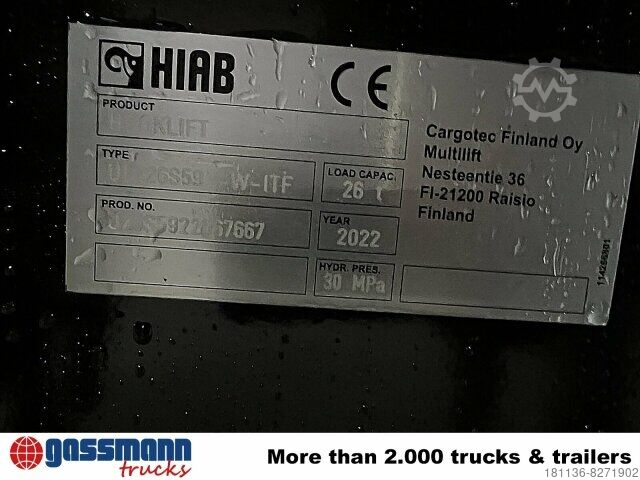 HIAB CE
PRODUCT
TYPE
W-ITF
LOAD CAPAC.
26 t
PROD. NO.
YEAR
2022
HYDR. PRES.
30 MPa
Cargotec Finland Oy
Multilift
Nesteentie 36
FI-21200 Raisio
Finland
gassmann
trucks
More than 2.000 trucks & trailers
181136-8271902